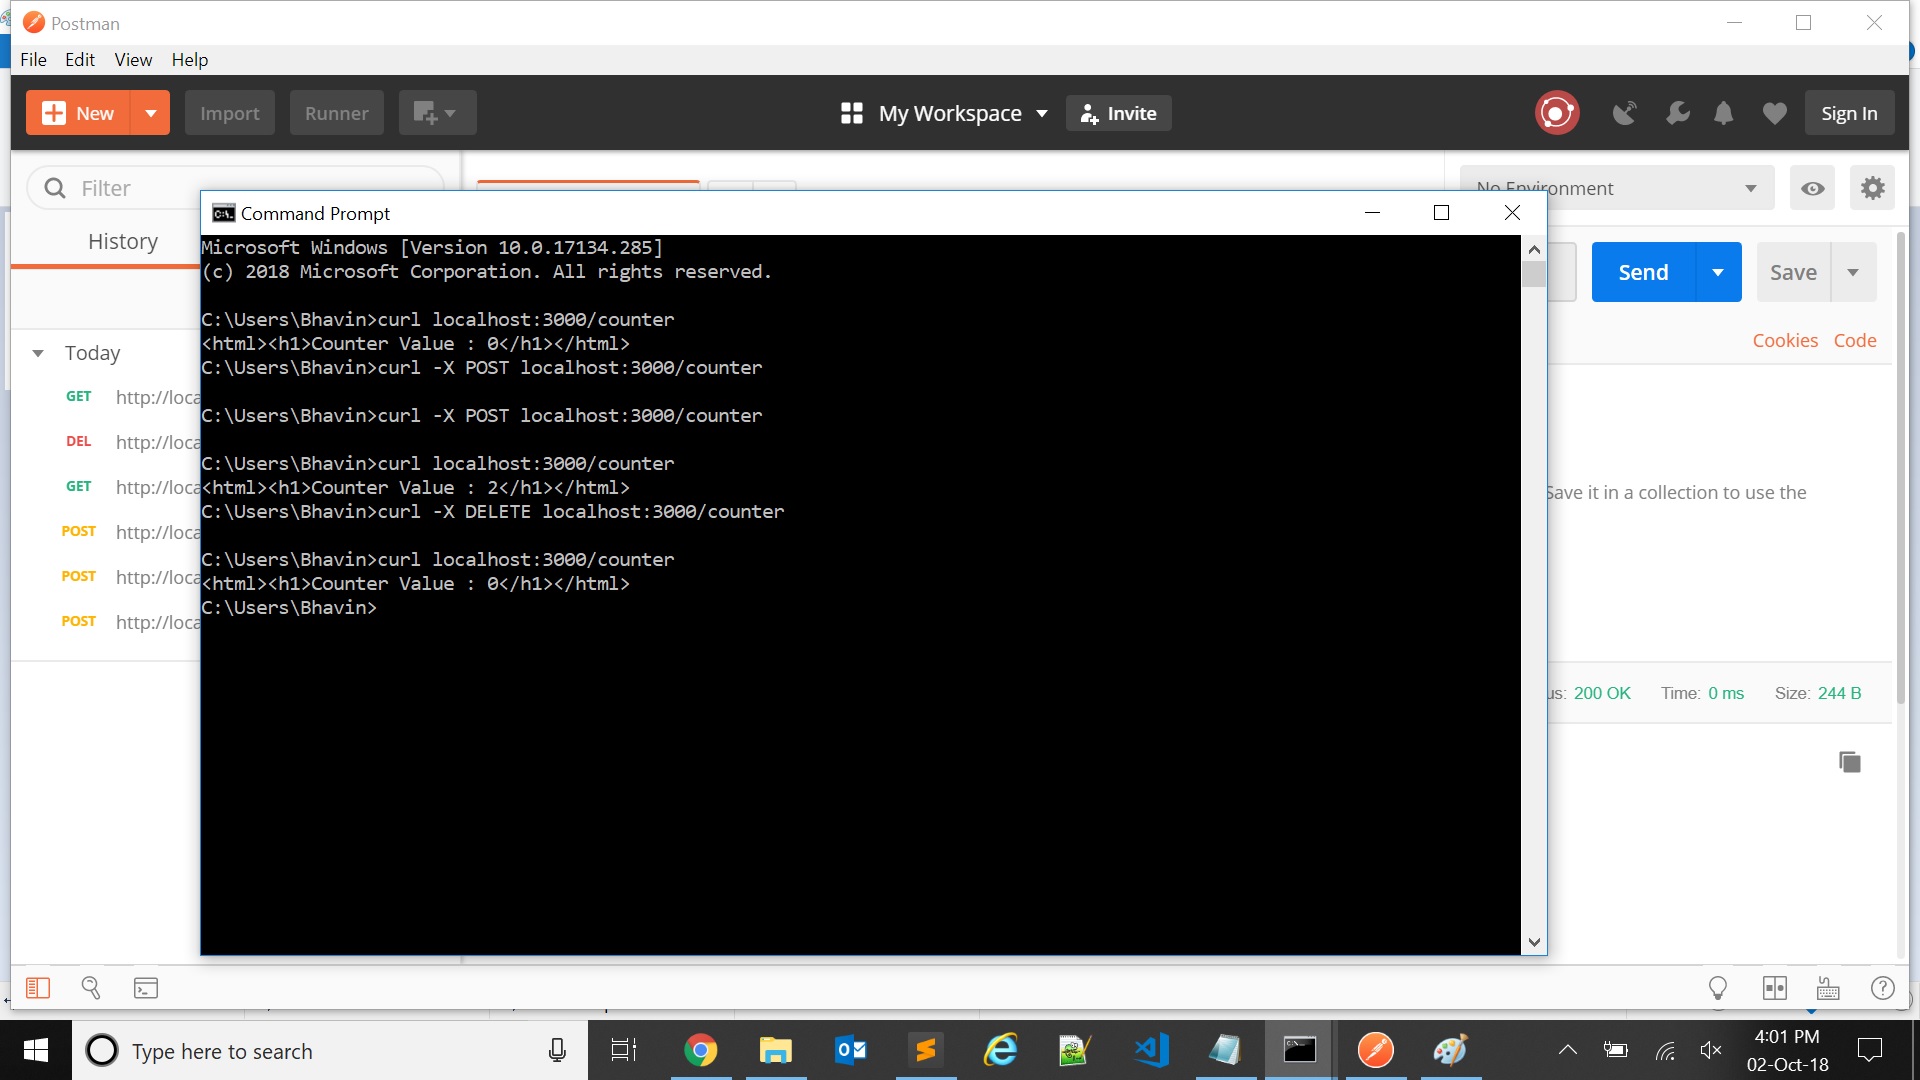 Postman
File Edit View Help
New Import Runner My Workspace Invite Sign In
Filter
No Environment
History
Command Prompt
Microsoft Windows [Version 10.0.17134.285]
(c) 2018 Microsoft Corporation. All rights reserved.
C:\Users\Bhavin>curl localhost:3000/counter
<html><h1>Counter Value : 0</h1></html>
C:\Users\Bhavin>curl -X POST localhost:3000/counter
C:\Users\Bhavin>curl -X POST localhost:3000/counter
C:\Users\Bhavin>curl localhost:3000/counter
<html><h1>Counter Value : 2</h1></html>
C:\Users\Bhavin>curl -X DELETE localhost:3000/counter
C:\Users\Bhavin>curl localhost:3000/counter
<html><h1>Counter Value : 0</h1></html>
C:\Users\Bhavin>
Send Save
Cookies Code
Today
GET http://loca
DEL http://loca
GET http://loca
POST http://loca
POST http://loca
POST http://loca
Save it in a collection to use the
us: 200 OK Time: 0 ms Size: 244 B
Type here to search
4:01 PM
02-Oct-18